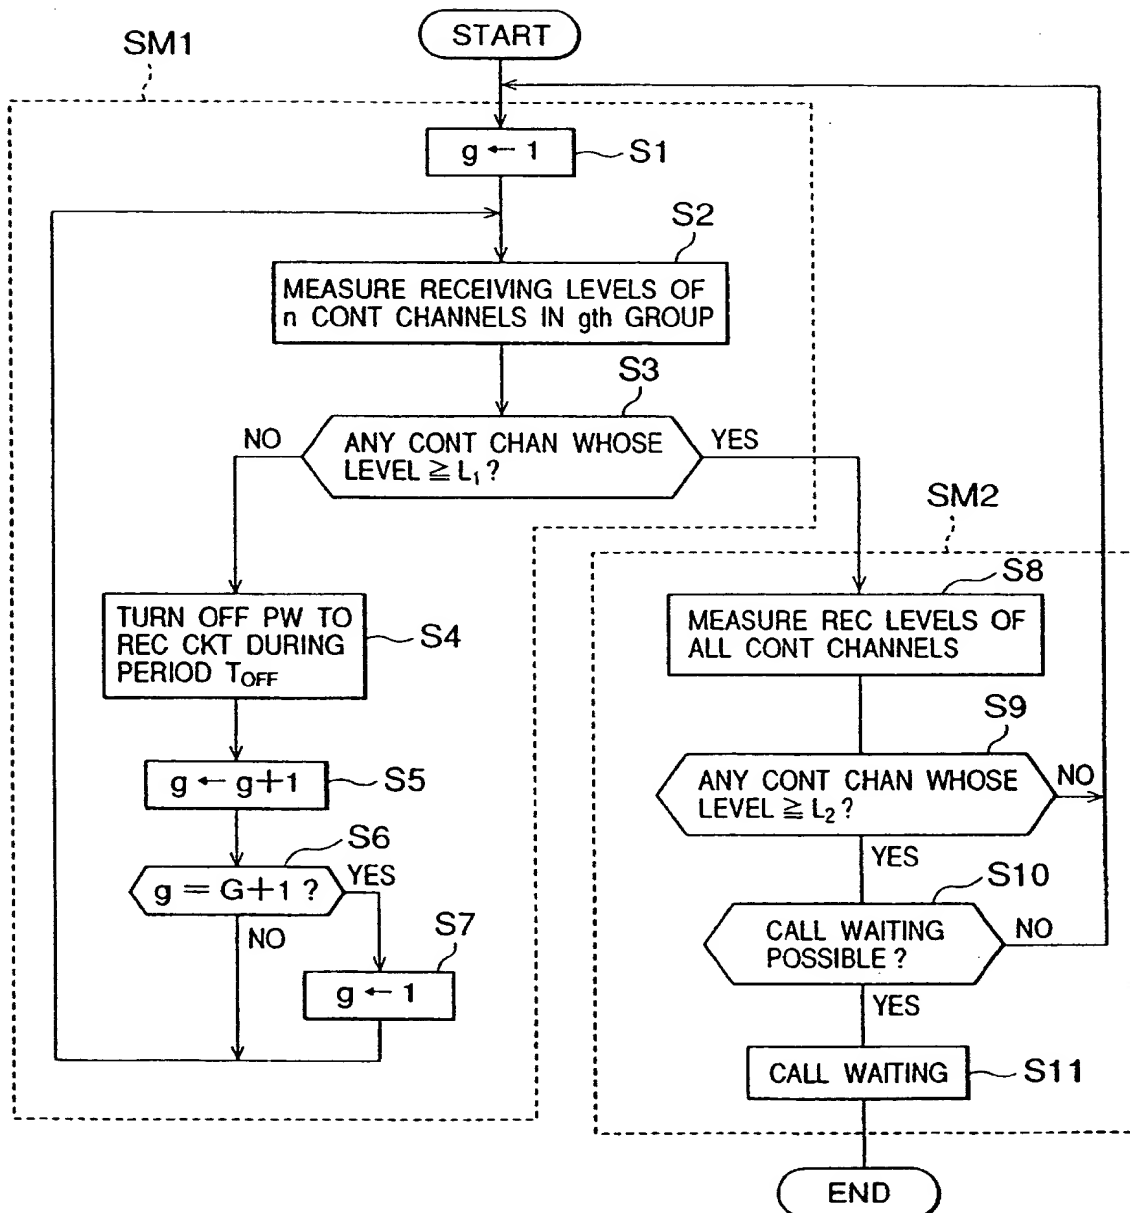 START
SM1
g ← 1
S1
S2
MEASURE RECEIVING LEVELS OF
n CONT CHANNELS IN gth GROUP
S3
NO
ANY CONT CHAN WHOSE
LEVEL ≧ L₁ ?
YES
SM2
S8
MEASURE REC LEVELS OF
ALL CONT CHANNELS
TURN OFF PW TO
REC CKT DURING
PERIOD TOFF
S4
S9
ANY CONT CHAN WHOSE
LEVEL ≧ L₂ ?
NO
YES
g ← g+1
S5
S6
g = G+1 ?
YES
NO
S7
g ← 1
S10
CALL WAITING
POSSIBLE ?
NO
YES
CALL WAITING
S11
END